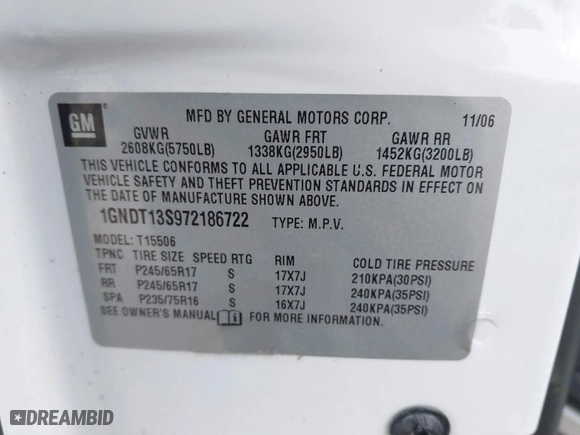 GM
MFD BY GENERAL MOTORS CORP. 11/06
GVWR GAWR FRT GAWR RR
2608KG(5750LB) 1338KG(2950LB) 1452KG(3200LB)
THIS VEHICLE CONFORMS TO ALL APPLICABLE U.S. FEDERAL MOTOR
VEHICLE SAFETY AND THEFT PREVENTION STANDARDS IN EFFECT ON
THE DATE OF MANUFACTURE SHOWN ABOVE.
1GNDT13S972186722 TYPE: M.P.V.
MODEL: T15506
TPNC TIRE SIZE SPEED RTG RIM COLD TIRE PRESSURE
FRT P245/65R17 S 17X7J 210KPA(30PSI)
RR P245/65R17 S 17X7J 240KPA(35PSI)
SPA P235/75R16 S 16X7J 240KPA(35PSI)
SEE OWNER'S MANUAL FOR MORE INFORMATION.
DREAMBID